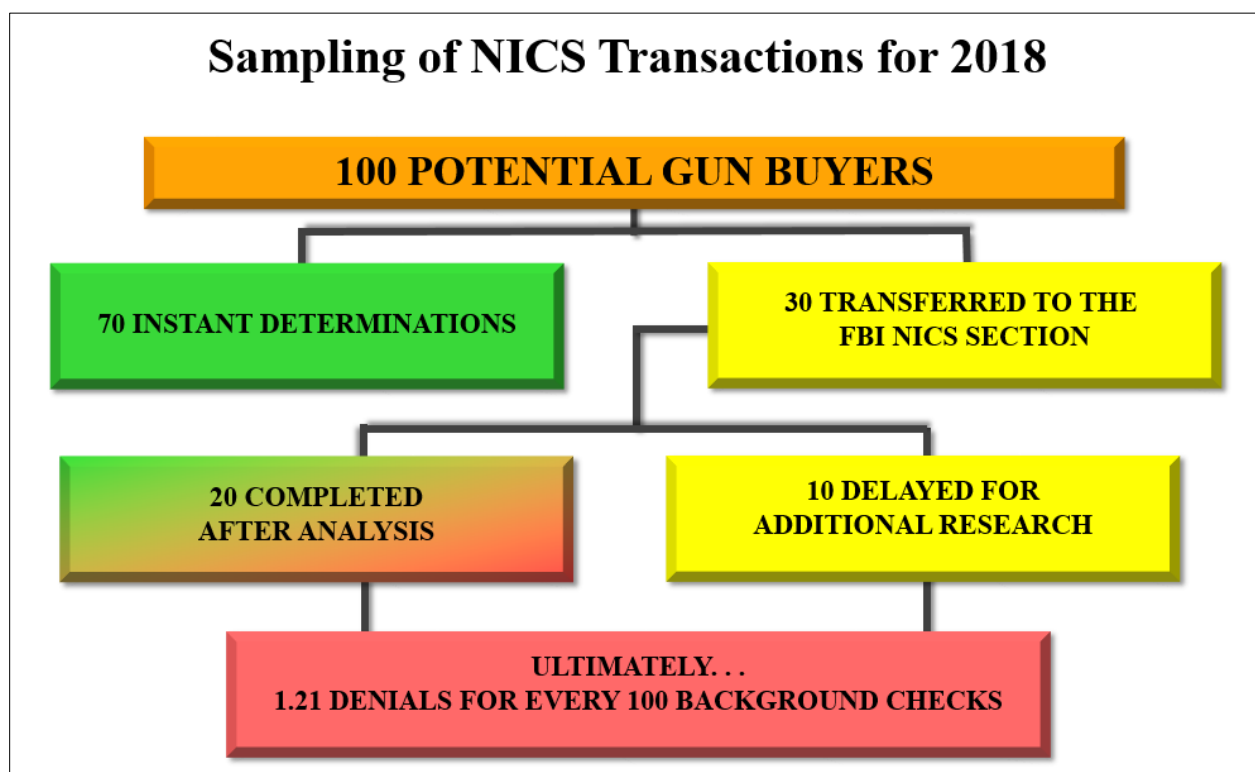 Sampling of NICS Transactions for 2018
100 POTENTIAL GUN BUYERS
70 INSTANT DETERMINATIONS
30 TRANSFERRED TO THE
FBI NICS SECTION
20 COMPLETED
AFTER ANALYSIS
10 DELAYED FOR
ADDITIONAL RESEARCH
ULTIMATELY. . .
1.21 DENIALS FOR EVERY 100 BACKGROUND CHECKS